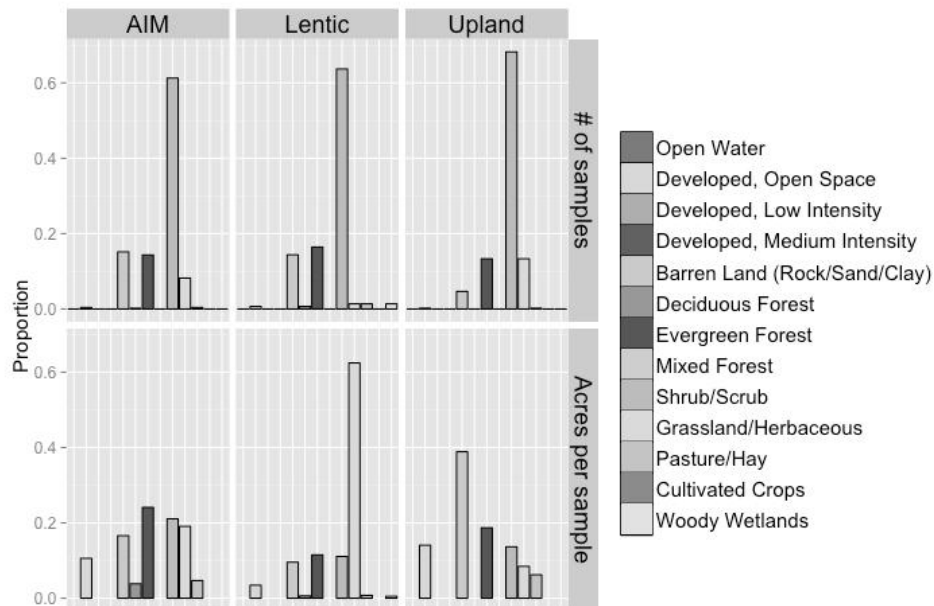 AIM Lentic Upland
0.6
0.4
0.2
0.0
# of samples
Proportion
0.6
0.4
0.2
0.0
Acres per sample
Open Water
Developed, Open Space
Developed, Low Intensity
Developed, Medium Intensity
Barren Land (Rock/Sand/Clay)
Deciduous Forest
Evergreen Forest
Mixed Forest
Shrub/Scrub
Grassland/Herbaceous
Pasture/Hay
Cultivated Crops
Woody Wetlands